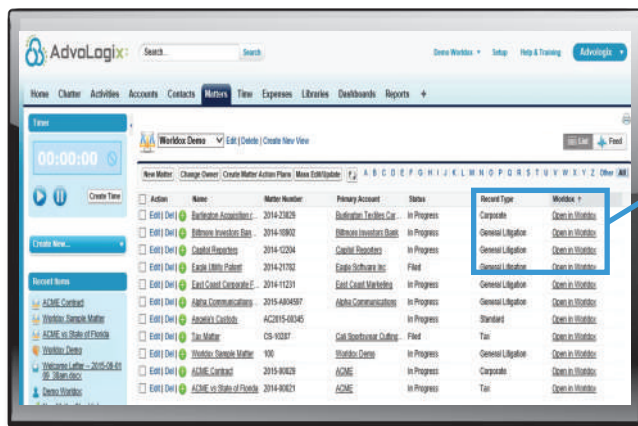 AdvoLogix
Search...
Search
Demo Worldox
Setup
Help & Training
Advologix
Home Chatter Activities Accounts Contacts Matters Time Expenses Libraries Dashboards Reports +
Timer
00:00:00
Create Time
Create New...
Recent Items
ACME Contract
Worldox Sample Matter
ACME vs State of Florida
Worldox Demo
Welcome Letter – 2015-09-01
Demo Worldox
Worldox Demo Edit | Delete | Create New View
List Feed
New Matter Change Owner Create Matter Action Plans Mass Edit/Update A B C D E F G H I J K L M N O P Q R S T U V W X Y Z Other All
Action Name Matter Number Primary Account Status Record Type Worldox
Edit | Del Burlington Acquisition c... 2014-23829 Burlington Textiles Cor... In Progress Corporate Open in Worldox
Edit | Del Biltmore Investors Ban... 2014-10902 Biltmore Investors Bank In Progress General Litigation Open in Worldox
Edit | Del Capitol Reporters 2014-12204 Capitol Reporters In Progress General Litigation Open in Worldox
Edit | Del Eagle Utility Patent 2014-21782 Eagle Software Inc Filed General Litigation Open in Worldox
Edit | Del East Coast Corporate F... 2014-11231 East Coast Marketing In Progress General Litigation Open in Worldox
Edit | Del Alpha Communications... Alpha Communications In Progress General Litigation Open in Worldox
Edit | Del Angela's Custody AC2015-00345 In Progress Standard Open in Worldox
Edit | Del Tax Matter CS-10287 Cali Sportswear Cutting... Filed Tax Open in Worldox
Edit | Del Worldox Sample Matter 100 Worldox Demo In Progress General Litigation Open in Worldox
Edit | Del ACME Contract 2015-90028 ACME In Progress Corporate Open in Worldox
Edit | Del ACME vs State of Florida 2014-80021 ACME In Progress Tax Open in Worldox